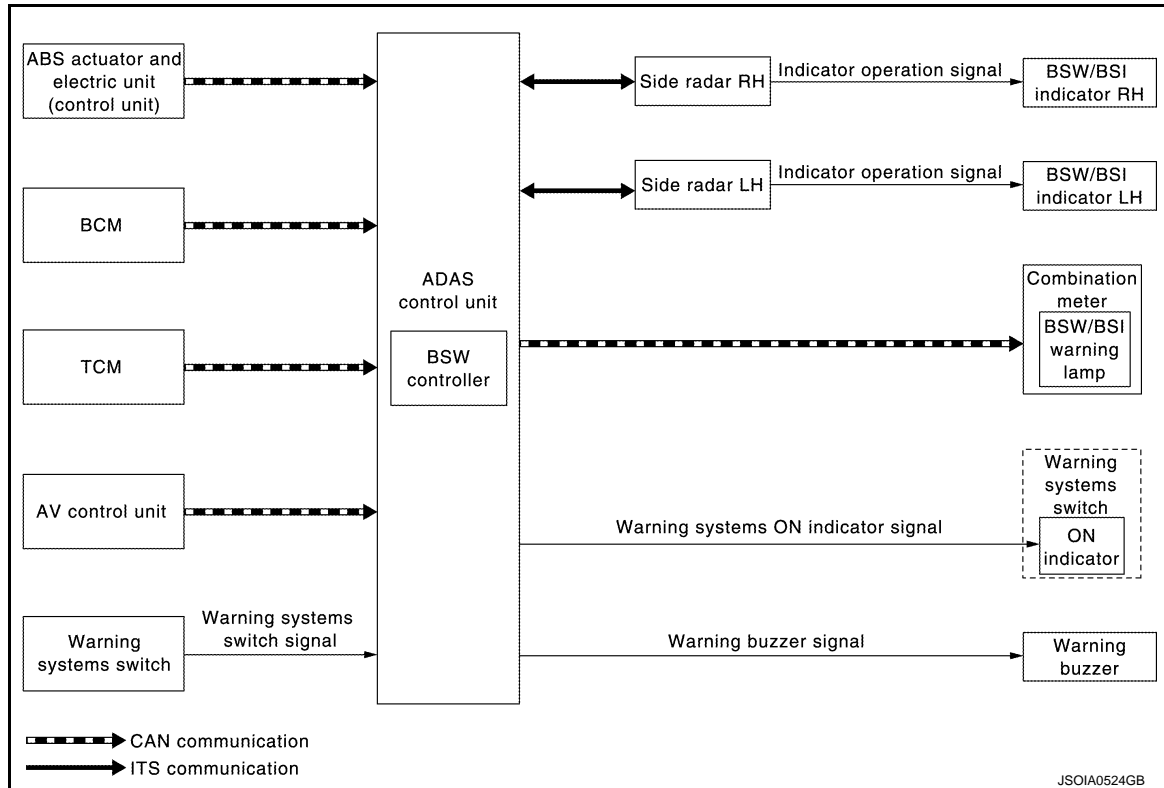 ABS actuator and
electric unit
(control unit)
BCM
TCM
AV control unit
Warning
systems switch
Warning systems
switch signal
ADAS
control unit
BSW
controller
Side radar RH
Indicator operation signal
BSW/BSI
indicator RH
Side radar LH
Indicator operation signal
BSW/BSI
indicator LH
Combination
meter
BSW/BSI
warning
lamp
Warning systems ON indicator signal
Warning
systems
switch
ON
indicator
Warning buzzer signal
Warning
buzzer
CAN communication
ITS communication
JSOIA0524GB